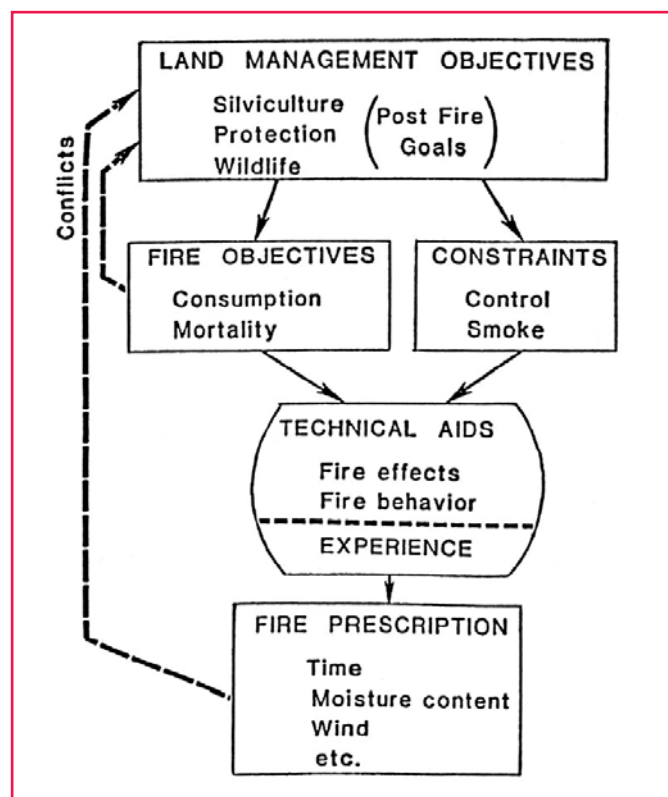 LAND MANAGEMENT OBJECTIVES
Silviculture
Protection
Wildlife
(Post Fire
Goals)
Conflicts
FIRE OBJECTIVES
Consumption
Mortality
CONSTRAINTS
Control
Smoke
TECHNICAL AIDS
Fire effects
Fire behavior
EXPERIENCE
FIRE PRESCRIPTION
Time
Moisture content
Wind
etc.